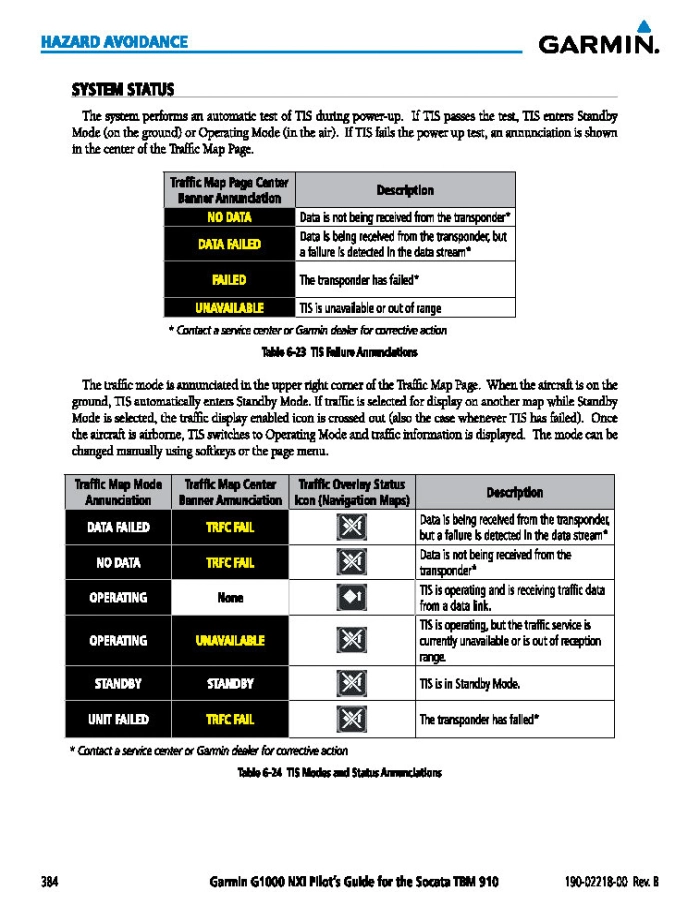 HAZARD AVOIDANCE
GARMIN.
SYSTEM STATUS
The system performs an automatic test of TIS during power-up. If TIS passes the test, TIS enters Standby
Mode (on the ground) or Operating Mode (in the air). If TIS fails the power up test, an annunciation is shown
in the center of the Traffic Map Page.
Traffic Map Page Center
Banner Annunciation
Description
NO DATA
Data is not being received from the transponder*
DATA FAILED
Data is being received from the transponder, but
a failure is detected in the data stream*
FAILED
The transponder has failed*
UNAVAILABLE
TIS is unavailable or out of range
* Contact a service center or Garmin dealer for corrective action
Table 6-23 TIS Failure Annunciations
The traffic mode is annunciated in the upper right corner of the Traffic Map Page. When the aircraft is on the
ground, TIS automatically enters Standby Mode. If traffic is selected for display on another map while Standby
Mode is selected, the traffic display enabled icon is crossed out (also the case whenever TIS has failed). Once
the aircraft is airborne, TIS switches to Operating Mode and traffic information is displayed. The mode can be
changed manually using softkeys or the page menu.
Traffic Map Mode
Annunciation
Traffic Map Center
Banner Annunciation
Traffic Overlay Status
Icon (Navigation Maps)
Description
DATA FAILED
TRFC FAIL
Data is being received from the transponder,
but a failure is detected in the data stream*
NO DATA
TRFC FAIL
Data is not being received from the
transponder*
OPERATING
None
TIS is operating and is receiving traffic data
from a data link.
OPERATING
UNAVAILABLE
TIS is operating, but the traffic service is
currently unavailable or is out of reception
range.
STANDBY
STANDBY
TIS is in Standby Mode.
UNIT FAILED
TRFC FAIL
The transponder has failed*
* Contact a service center or Garmin dealer for corrective action
Table 6-24 TIS Modes and Status Annunciations
384
Garmin G1000 NXi Pilot's Guide for the Socata TBM 910
190-02218-00 Rev. B